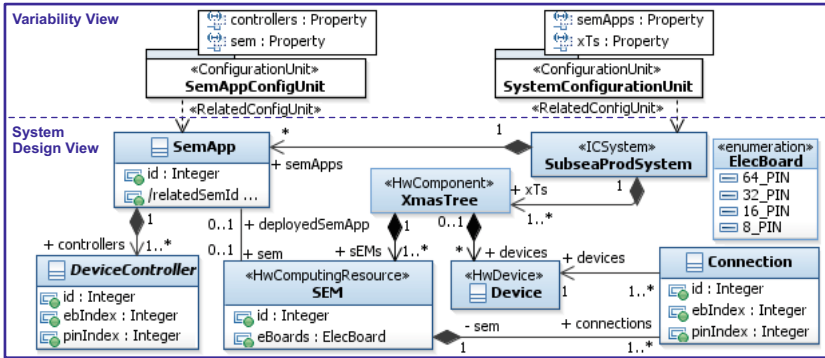 Variability View
controllers : Property
sem : Property
semApps : Property
xTs : Property
«ConfigurationUnit»
SemAppConfigUnit
«ConfigurationUnit»
SystemConfigurationUnit
«RelatedConfigUnit»
«RelatedConfigUnit»
System
Design View
SemApp
id : Integer
/relatedSemId ...
*
+ semApps
1
«ICSystem»
SubseaProdSystem
«enumeration»
ElecBoard
64_PIN
32_PIN
16_PIN
8_PIN
«HwComponent»
XmasTree
+ xTs
1
1..*
1
+ controllers
1..*
0..1
+ deployedSemApp
0..1
+ sem
1
+ sEMs
1..*
0..1
*
+ devices
DeviceController
id : Integer
ebIndex : Integer
pinIndex : Integer
«HwComputingResource»
SEM
id : Integer
eBoards : ElecBoard
«HwDevice»
Device
+ devices
1
1..*
Connection
id : Integer
ebIndex : Integer
pinIndex : Integer
- sem
1
+ connections
1..*